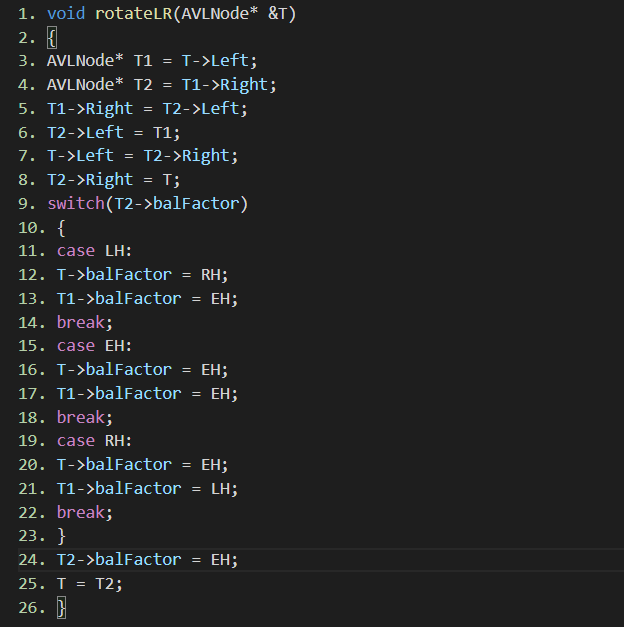 1. void rotateLR(AVLNode* &T)
2. {
3. AVLNode* T1 = T->Left;
4. AVLNode* T2 = T1->Right;
5. T1->Right = T2->Left;
6. T2->Left = T1;
7. T->Left = T2->Right;
8. T2->Right = T;
9. switch(T2->balFactor)
10. {
11. case LH:
12. T->balFactor = RH;
13. T1->balFactor = EH;
14. break;
15. case EH:
16. T->balFactor = EH;
17. T1->balFactor = EH;
18. break;
19. case RH:
20. T->balFactor = EH;
21. T1->balFactor = LH;
22. break;
23. }
24. T2->balFactor = EH;
25. T = T2;
26. }